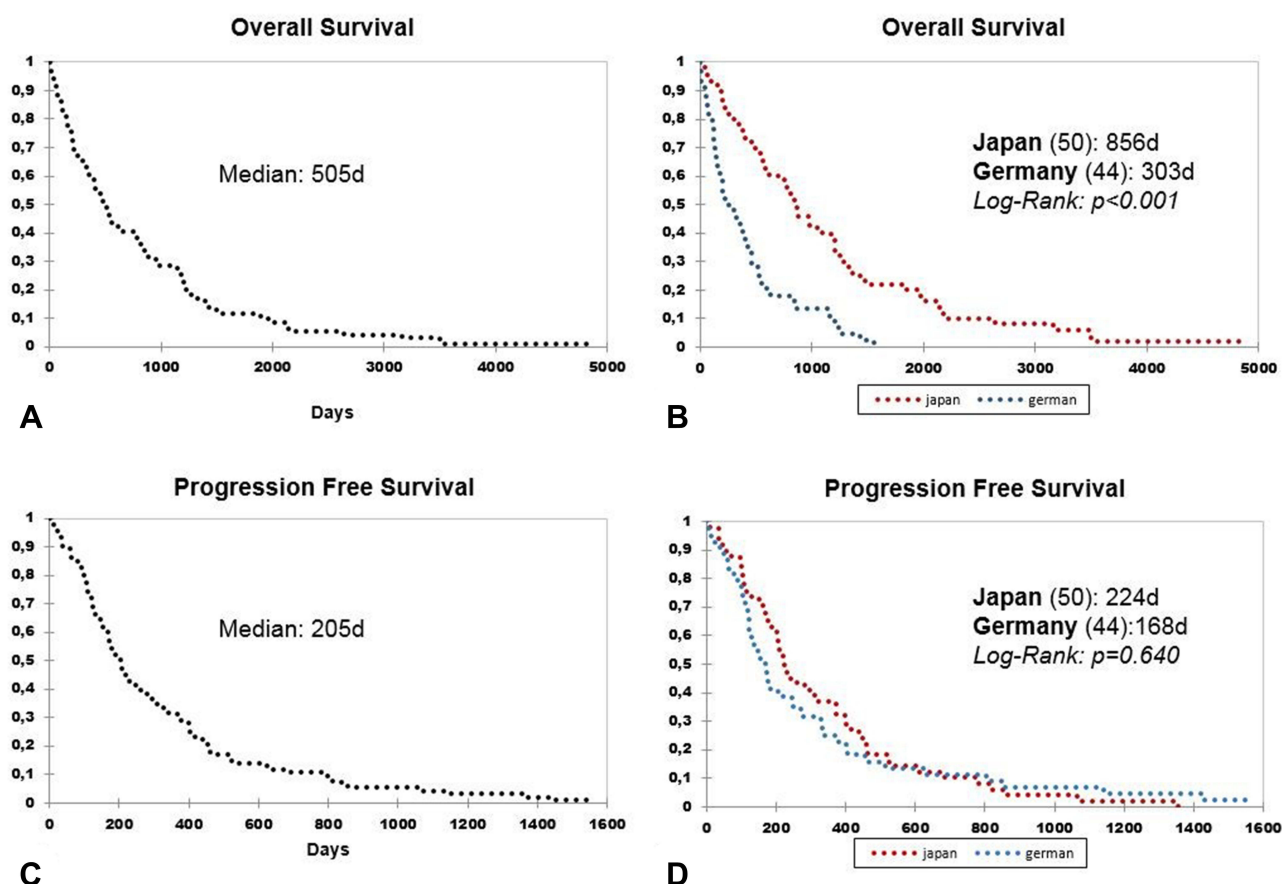 Overall Survival
1
0,9
0,8
0,7
0,6
0,5
0,4
0,3
0,2
0,1
0
Median: 505d
0 1000 2000 3000 4000 5000
Days
A
Overall Survival
1
0,9
0,8
0,7
0,6
0,5
0,4
0,3
0,2
0,1
0
Japan (50): 856d
Germany (44): 303d
Log-Rank: p<0.001
0 1000 2000 3000 4000 5000
japan german
B
Progression Free Survival
1
0,9
0,8
0,7
0,6
0,5
0,4
0,3
0,2
0,1
0
Median: 205d
0 200 400 600 800 1000 1200 1400 1600
Days
C
Progression Free Survival
1
0,9
0,8
0,7
0,6
0,5
0,4
0,3
0,2
0,1
0
Japan (50): 224d
Germany (44):168d
Log-Rank: p=0.640
0 200 400 600 800 1000 1200 1400 1600
japan german
D